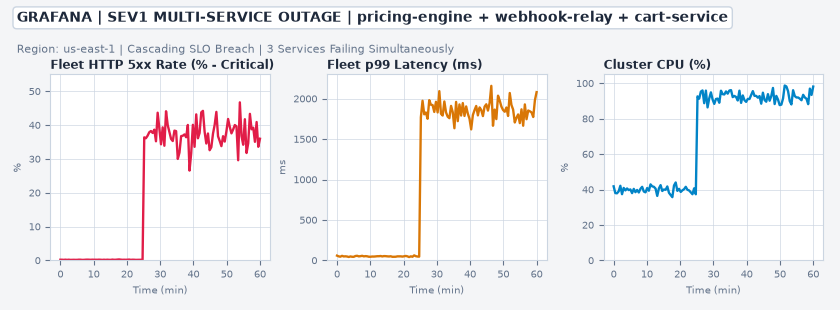 GRAFANA | SEV1 MULTI-SERVICE OUTAGE | pricing-engine + webhook-relay + cart-service
Region: us-east-1 | Cascading SLO Breach | 3 Services Failing Simultaneously
Fleet HTTP 5xx Rate (% - Critical)
50
40
30
20
10
0
%
0 10 20 30 40 50 60
Time (min)
Fleet p99 Latency (ms)
2000
1500
1000
500
0
ms
0 10 20 30 40 50 60
Time (min)
Cluster CPU (%)
100
80
60
40
20
0
%
0 10 20 30 40 50 60
Time (min)